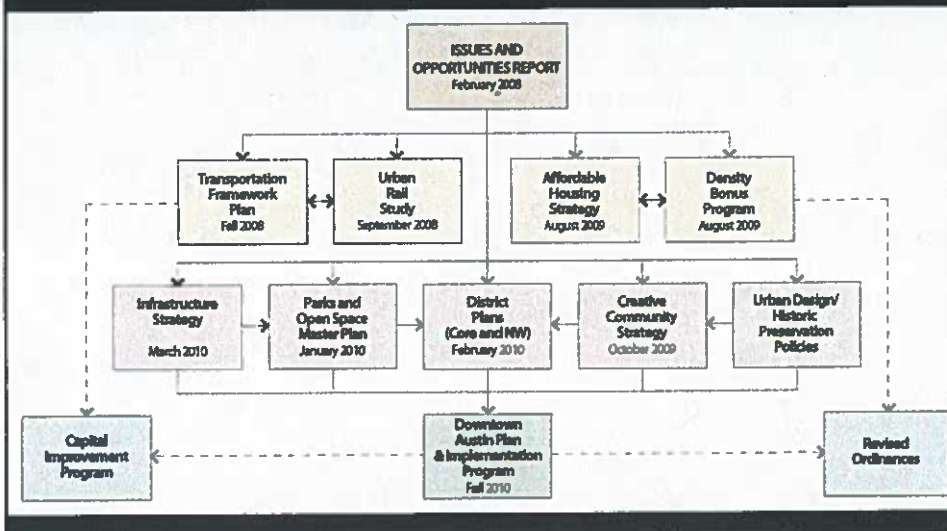 ISSUES AND
OPPORTUNITIES REPORT
February 2008
Transportation
Framework
Plan
Fall 2008
Urban
Rail
Study
September 2008
Affordable
Housing
Strategy
August 2009
Density
Bonus
Program
August 2009
Infrastructure
Strategy
March 2010
Parks and
Open Space
Master Plan
January 2010
District
Plans
(Core and NW)
February 2010
Creative
Community
Strategy
October 2009
Urban Design/
Historic
Preservation
Policies
Capital
Improvement
Program
Downtown
Austin Plan
& Implementation
Program
Fall 2010
Revised
Ordinances